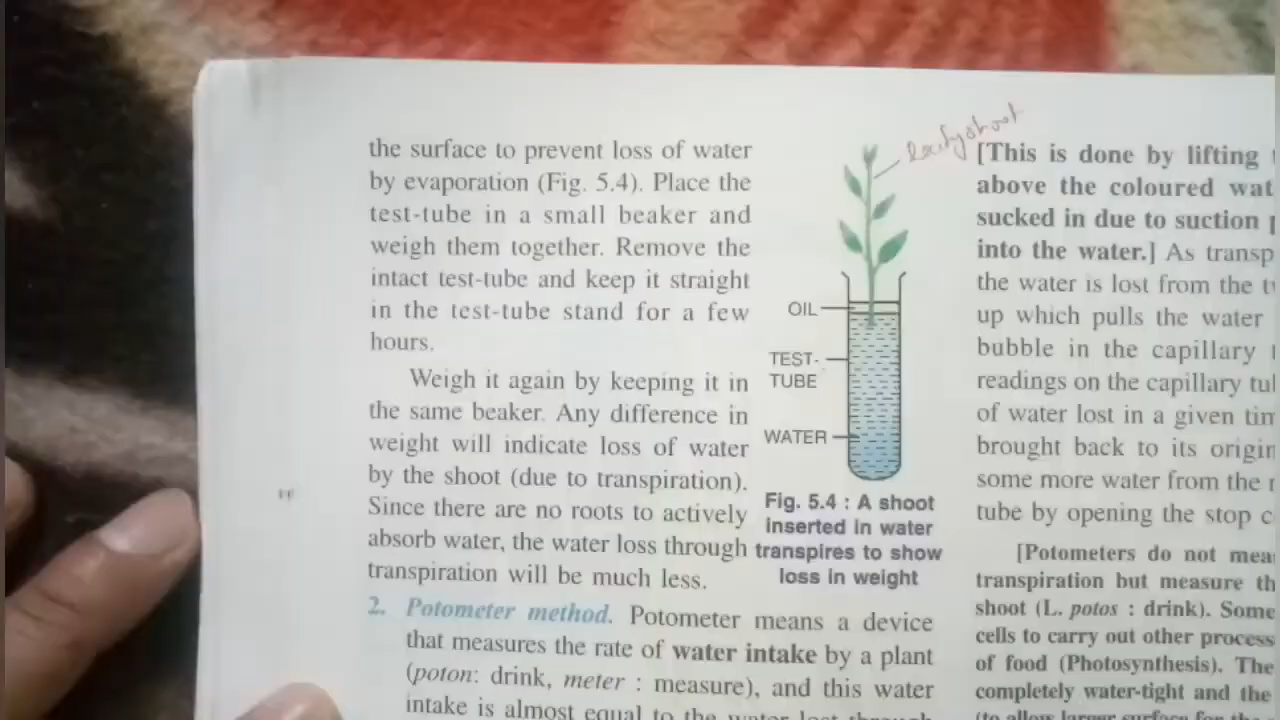 the surface to prevent loss of water
by evaporation (Fig. 5.4). Place the
test-tube in a small beaker and
weigh them together. Remove the
intact test-tube and keep it straight
in the test-tube stand for a few
hours.
Weigh it again by keeping it in
the same beaker. Any difference in
weight will indicate loss of water
by the shoot (due to transpiration).
Since there are no roots to actively
absorb water, the water loss through
transpiration will be much less.
shoot
OIL
TEST-
TUBE
WATER
Fig. 5.4 : A shoot
inserted in water
transpires to show
loss in weight
2. Potometer method. Potometer means a device
that measures the rate of water intake by a plant
(poton: drink, meter : measure), and this water
intake is almost equal to the water lost through
[This is done by lifting
above the coloured
sucked in due to suction
into the water.] As
the water is lost from the
up which pulls the water
bubble in the capillary
readings on the capillary
of water lost in a given
brought back to its
some more water from the
tube by opening the stop
[Potometers do not
transpiration but measure
shoot (L. potos : drink). Some
cells to carry out other
of food (Photosynthesis). The
completely water-tight and the
(to allow larger surface for the